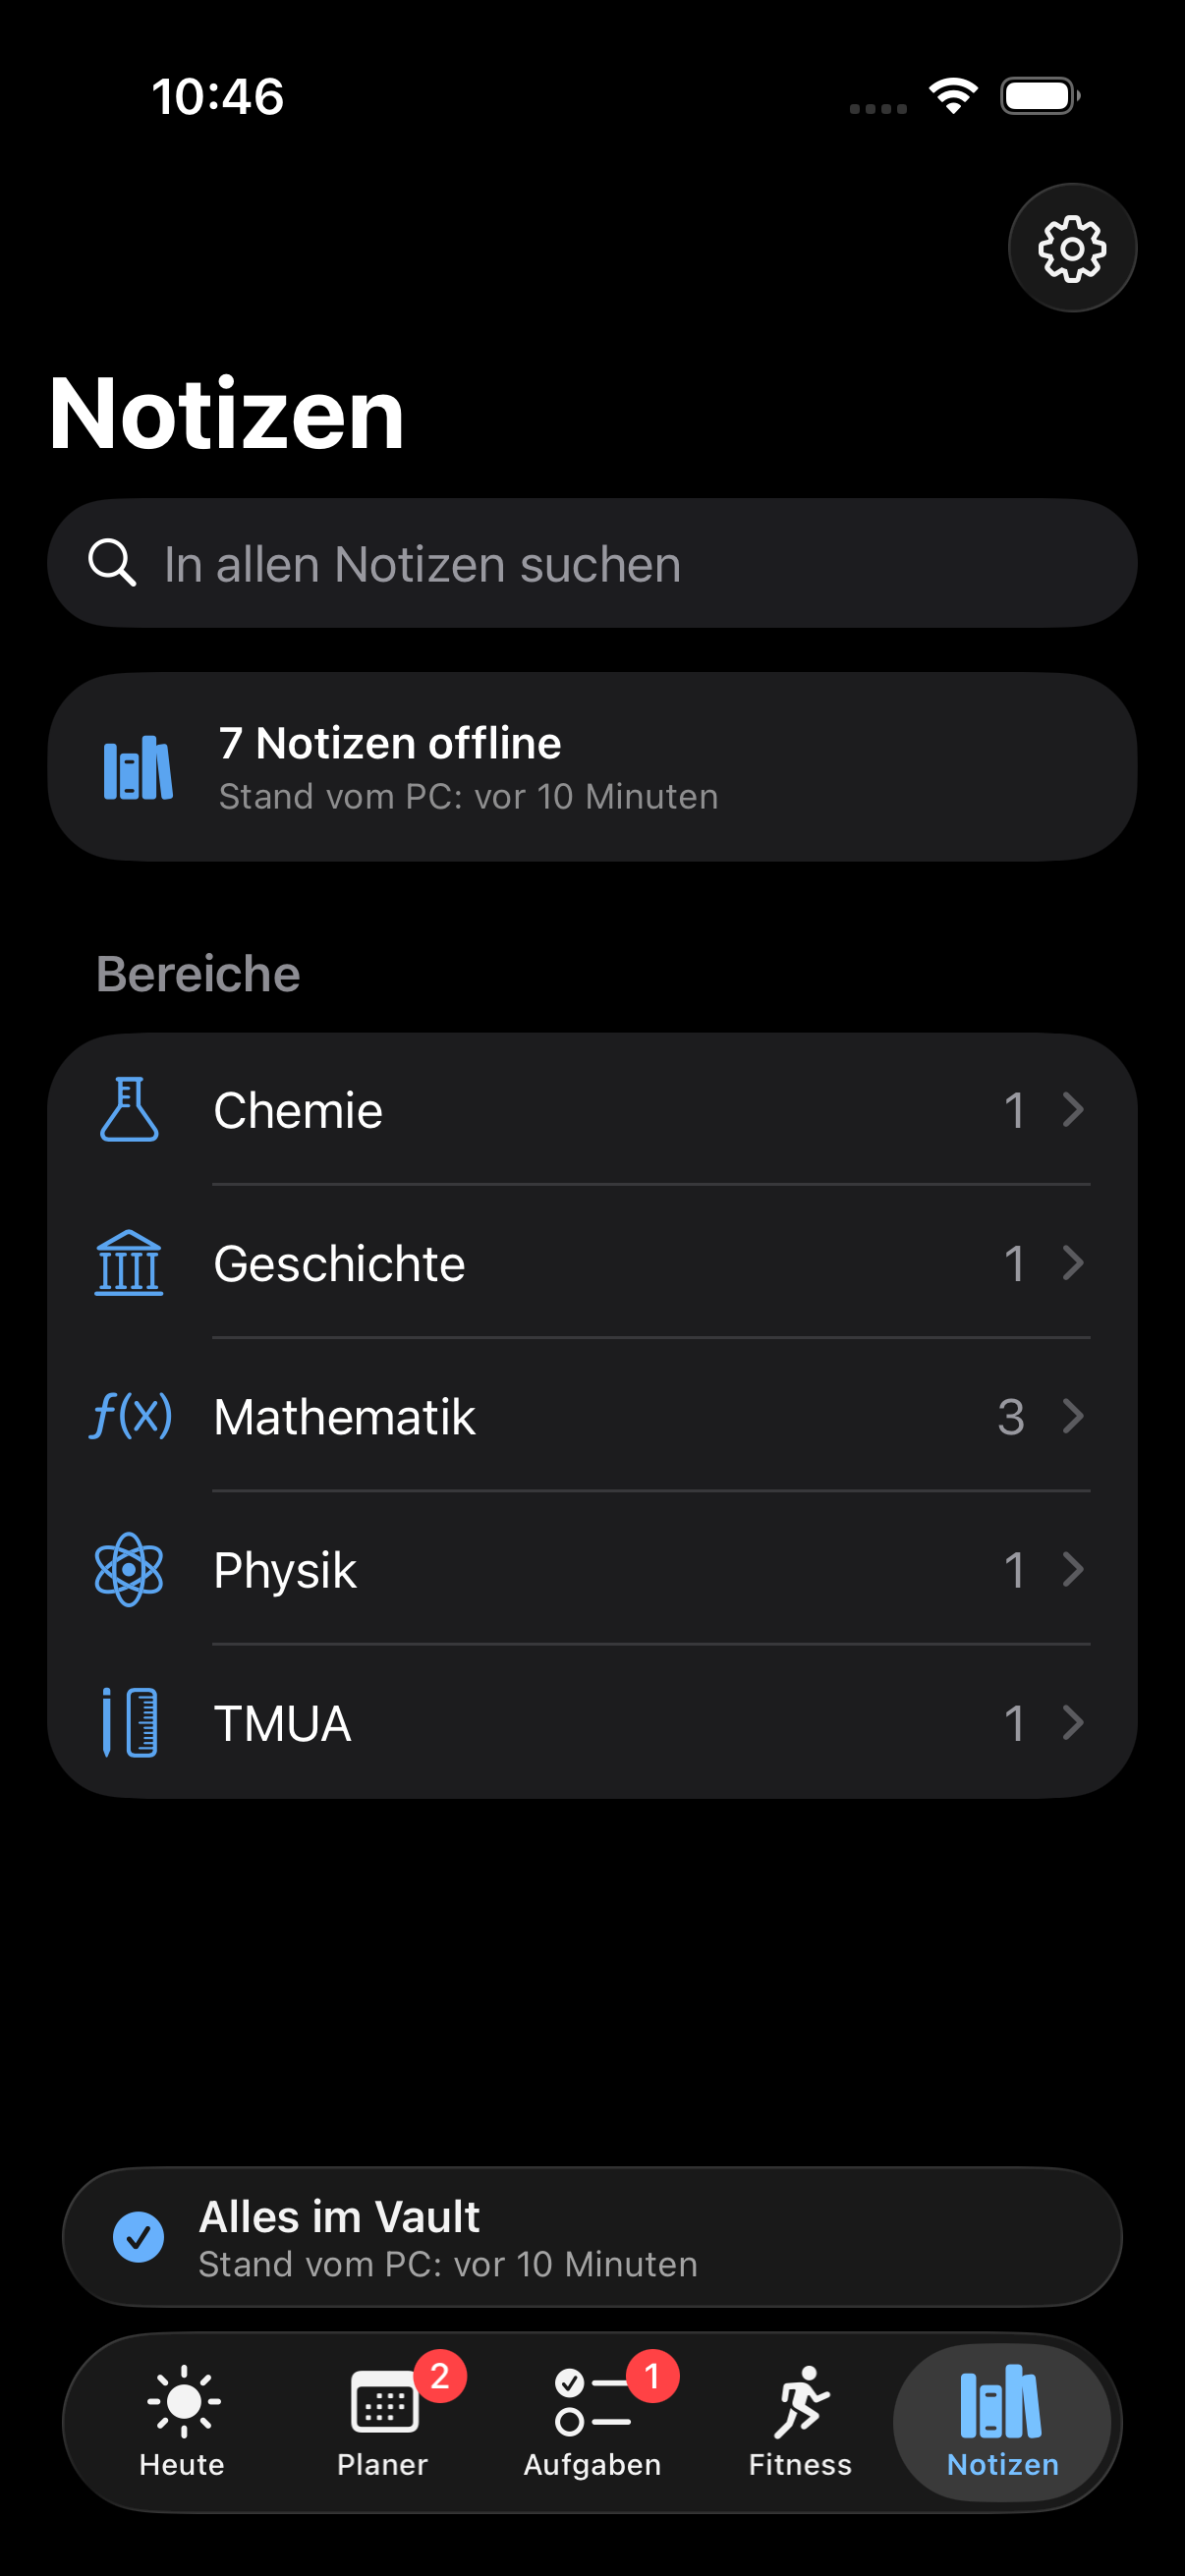 10:46
Notizen
In allen Notizen suchen
7 Notizen offline
Stand vom PC: vor 10 Minuten
Bereiche
Chemie 1
Geschichte 1
f(x) Mathematik 3
Physik 1
TMUA 1
Alles im Vault
Stand vom PC: vor 10 Minuten
2 1
Heute Planer Aufgaben Fitness Notizen